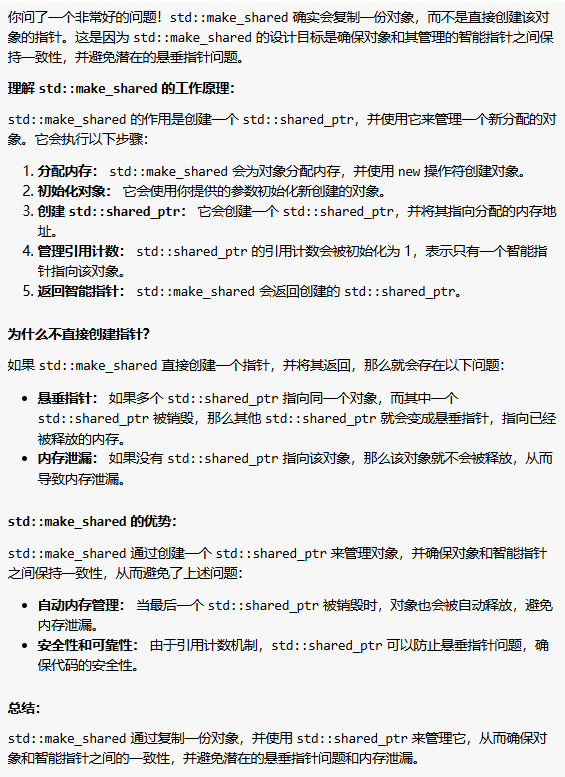 你问了一个非常好的问题！std::make_shared 确实会复制一份对象，而不是直接创建该对
象的指针。这是因为 std::make_shared 的设计目标是确保对象和其管理的智能指针之间保
持一致性，并避免潜在的悬垂指针问题。
理解 std::make_shared 的工作原理：
std::make_shared 的作用是创建一个 std::shared_ptr，并使用它来管理一个新分配的对
象。它会执行以下步骤：
1. 分配内存： std::make_shared 会为对象分配内存，并使用 new 操作符创建对象。
2. 初始化对象： 它会使用你提供的参数初始化新创建的对象。
3. 创建 std::shared_ptr： 它会创建一个 std::shared_ptr，并将其指向分配的内存地
址。
4. 管理引用计数： std::shared_ptr 的引用计数会被初始化为 1，表示只有一个智能指
针指向该对象。
5. 返回智能指针： std::make_shared 会返回创建的 std::shared_ptr。
为什么不直接创建指针？
如果 std::make_shared 直接创建一个指针，并将其返回，那么就会存在以下问题：
• 悬垂指针： 如果多个 std::shared_ptr 指向同一个对象，而其中一个
std::shared_ptr 被销毁，那么其他 std::shared_ptr 就会变成悬垂指针，指向已经
被释放的内存。
• 内存泄漏： 如果没有 std::shared_ptr 指向该对象，那么该对象就不会被释放，从而
导致内存泄漏。
std::make_shared 的优势：
std::make_shared 通过创建一个 std::shared_ptr 来管理对象，并确保对象和智能指针
之间保持一致性，从而避免了上述问题：
• 自动内存管理： 当最后一个 std::shared_ptr 被销毁时，对象也会被自动释放，避免
内存泄漏。
• 安全性和可靠性： 由于引用计数机制，std::shared_ptr 可以防止悬垂指针问题，确
保代码的安全性。
总结：
std::make_shared 通过复制一份对象，并使用 std::shared_ptr 来管理它，从而确保对
象和智能指针之间的一致性，并避免潜在的悬垂指针问题和内存泄漏。